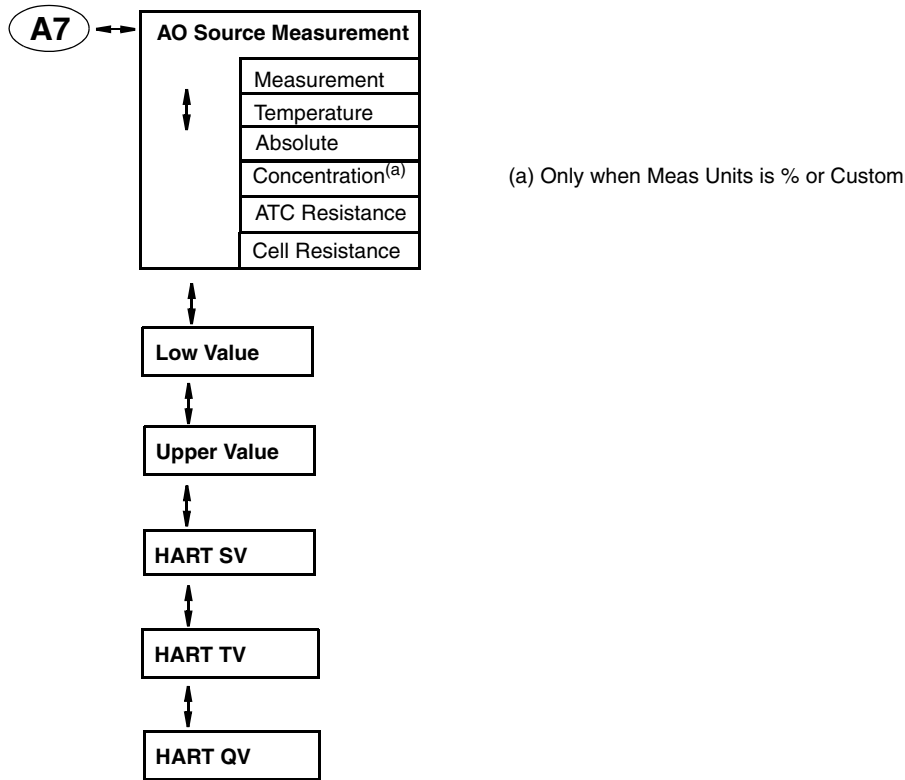 A7
AO Source Measurement
Measurement
Temperature
Absolute
Concentration(a)
(a) Only when Meas Units is % or Custom
ATC Resistance
Cell Resistance
Low Value
Upper Value
HART SV
HART TV
HART QV